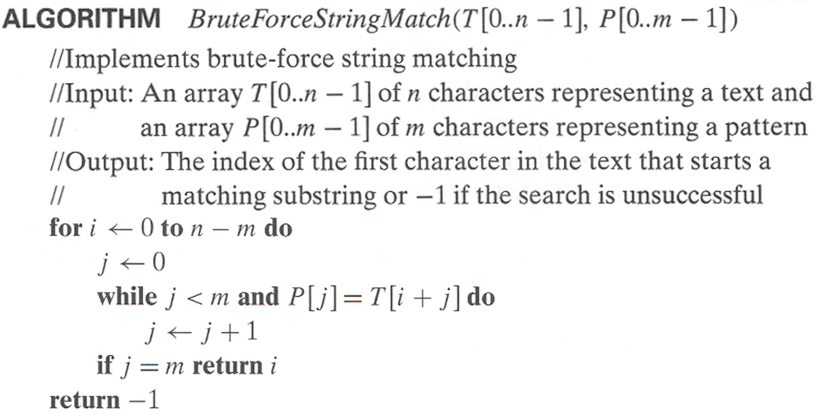 ALGORITHM BruteForceStringMatch(T[0..n − 1], P[0..m − 1])
//Implements brute-force string matching
//Input: An array T[0..n − 1] of n characters representing a text and
// an array P[0..m − 1] of m characters representing a pattern
//Output: The index of the first character in the text that starts a
// matching substring or −1 if the search is unsuccessful
for i ← 0 to n − m do
j ← 0
while j < m and P[j] = T[i + j] do
j ← j + 1
if j = m return i
return −1